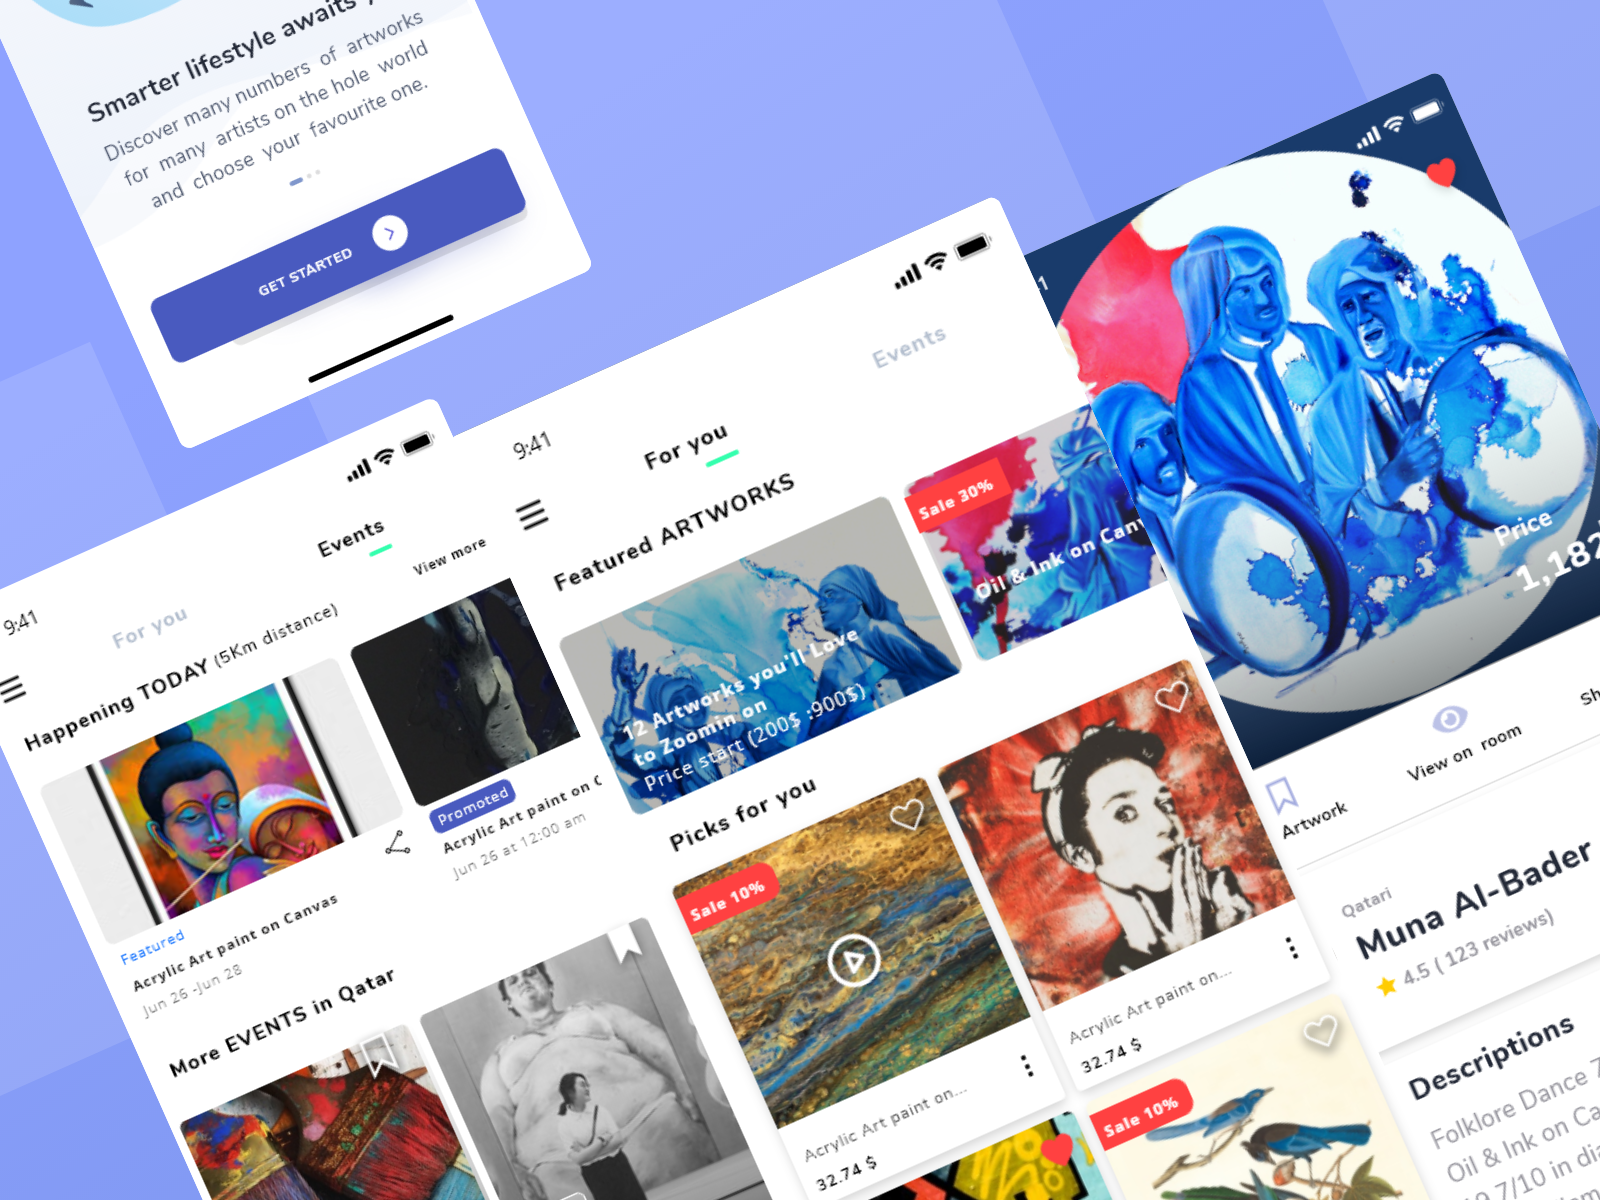 Smarter lifestyle awaits
Discover many numbers of artworks
for many artists on the hole world
and choose your favourite one.
GET STARTED
9:41
For you
Events
View more
Happening TODAY (5Km distance)
Featured
Acrylic Art paint on Canvas
Jun 26 -Jun 28
Promoted
Acrylic Art paint on
Jun 26 at 12:00 am
More EVENTS in Qatar
9:41
For you
Events
Featured ARTWORKS
12 Artworks you'll Love
to Zoomin on
Price start (200$ :900$)
Sale 30%
Oil & Ink on Canv
Picks for you
Sale 10%
Acrylic Art paint on...
32.74 $
Acrylic Art paint on...
32.74 $
Sale 10%
Price
1,182
Artwork
View on room
Sh
Qatari
Muna Al-Bader
4.5 ( 123 reviews)
Descriptions
Folklore Dance
Oil & Ink on Ca
7/10 in dia